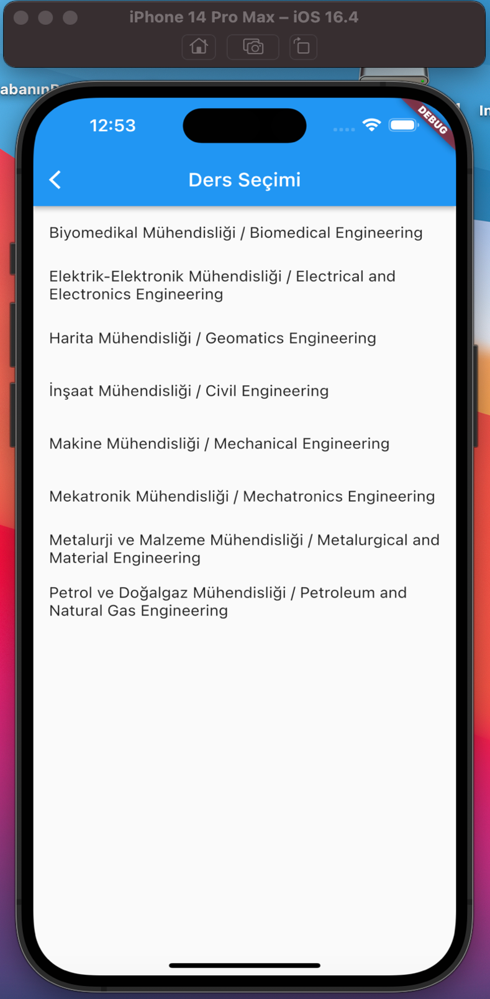 iPhone 14 Pro Max – iOS 16.4
12:53
DEBUG
Ders Seçimi
Biyomedikal Mühendisliği / Biomedical Engineering
Elektrik-Elektronik Mühendisliği / Electrical and
Electronics Engineering
Harita Mühendisliği / Geomatics Engineering
İnşaat Mühendisliği / Civil Engineering
Makine Mühendisliği / Mechanical Engineering
Mekatronik Mühendisliği / Mechatronics Engineering
Metalurji ve Malzeme Mühendisliği / Metalurgical and
Material Engineering
Petrol ve Doğalgaz Mühendisliği / Petroleum and
Natural Gas Engineering